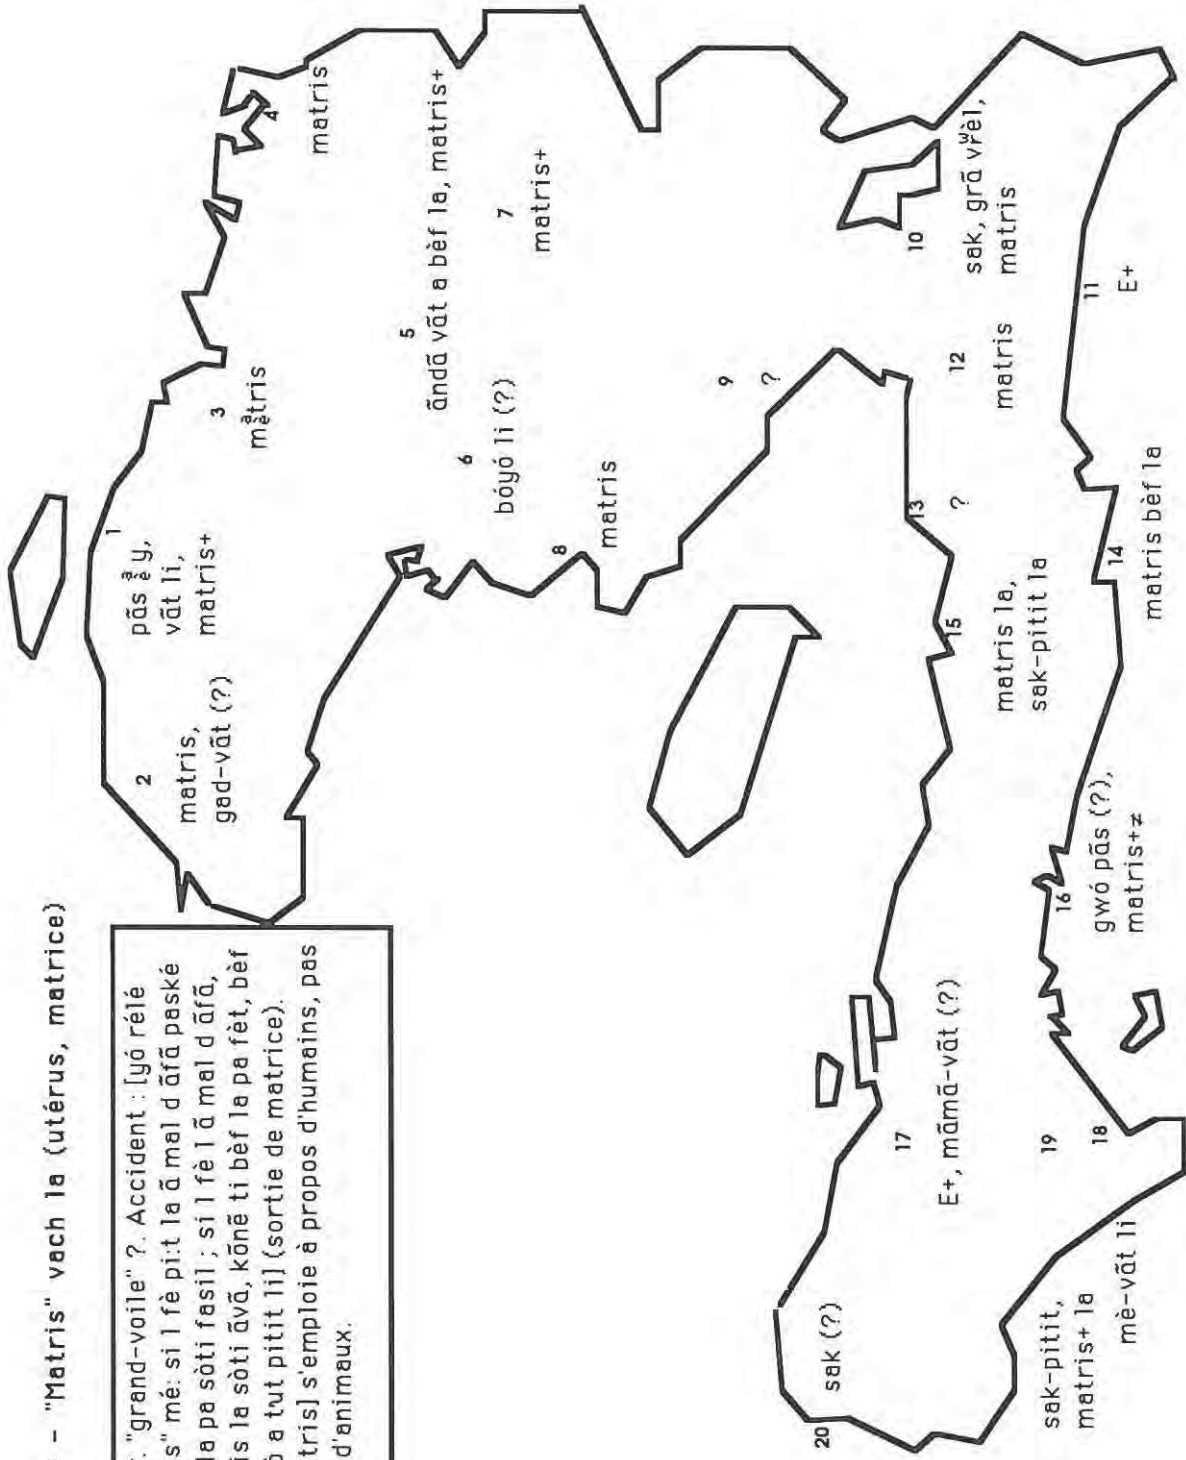 - "Matris" vach la (utérus, matrice)
"grand-voile" ?. Accident : [yó rélé
s" mé: si l fè pi:t la ã mal d ãfã paské
la pa sòti fasil ; si l fè l ã mal d ãfã,
is la sòti ãvã, kõnẽ ti bèf la pa fèt, bèf
a tut pitit li] (sortie de matrice).
tris] s'emploie à propos d'humains, pas
d'animaux.
1
pãs èªy,
vãt li,
matris+
2
matris,
gad-vãt (?)
3
mèªtris
4
matris
5
ãndã vãt a bèf la, matris+
6
bóyó li (?)
7
matris+
8
matris
9
?
10
sak, grã vʷrèl,
matris
11
E+
12
matris
13
?
14
matris bèf la
15
matris la,
sak-pitit la
16
gwó pãs (?),
matris+≠
17
E+, mãmã-vãt (?)
18
mè-vãt li
19
sak-pitit,
matris+ la
20
sak (?)